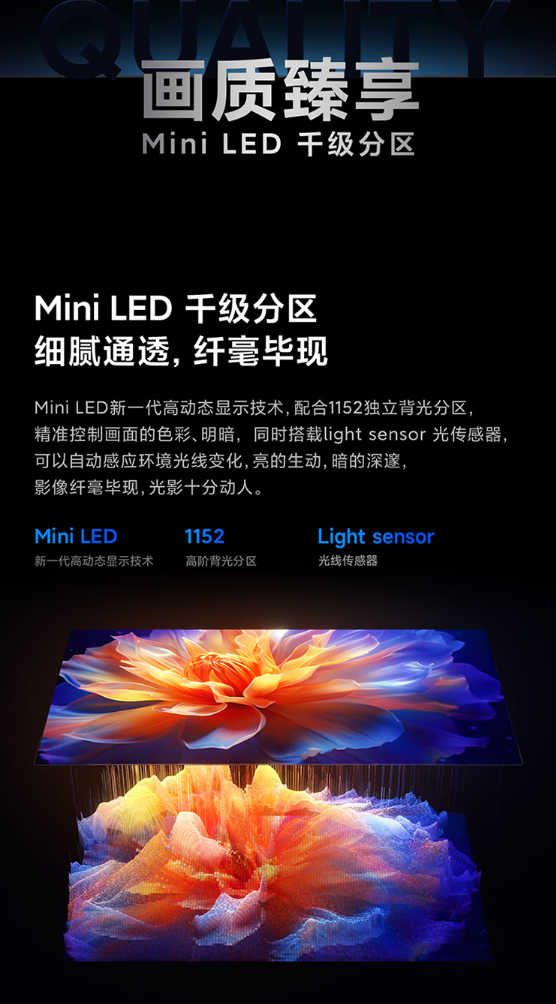 QUALITY
画质臻享
Mini LED 千级分区
Mini LED 千级分区
细腻通透, 纤毫毕现
Mini LED新一代高动态显示技术, 配合1152独立背光分区,
精准控制画面的色彩、明暗, 同时搭载light sensor 光传感器,
可以自动感应环境光线变化, 亮的生动, 暗的深邃,
影像纤毫毕现, 光影十分动人。
Mini LED 1152 Light sensor
新一代高动态显示技术 高阶背光分区 光线传感器